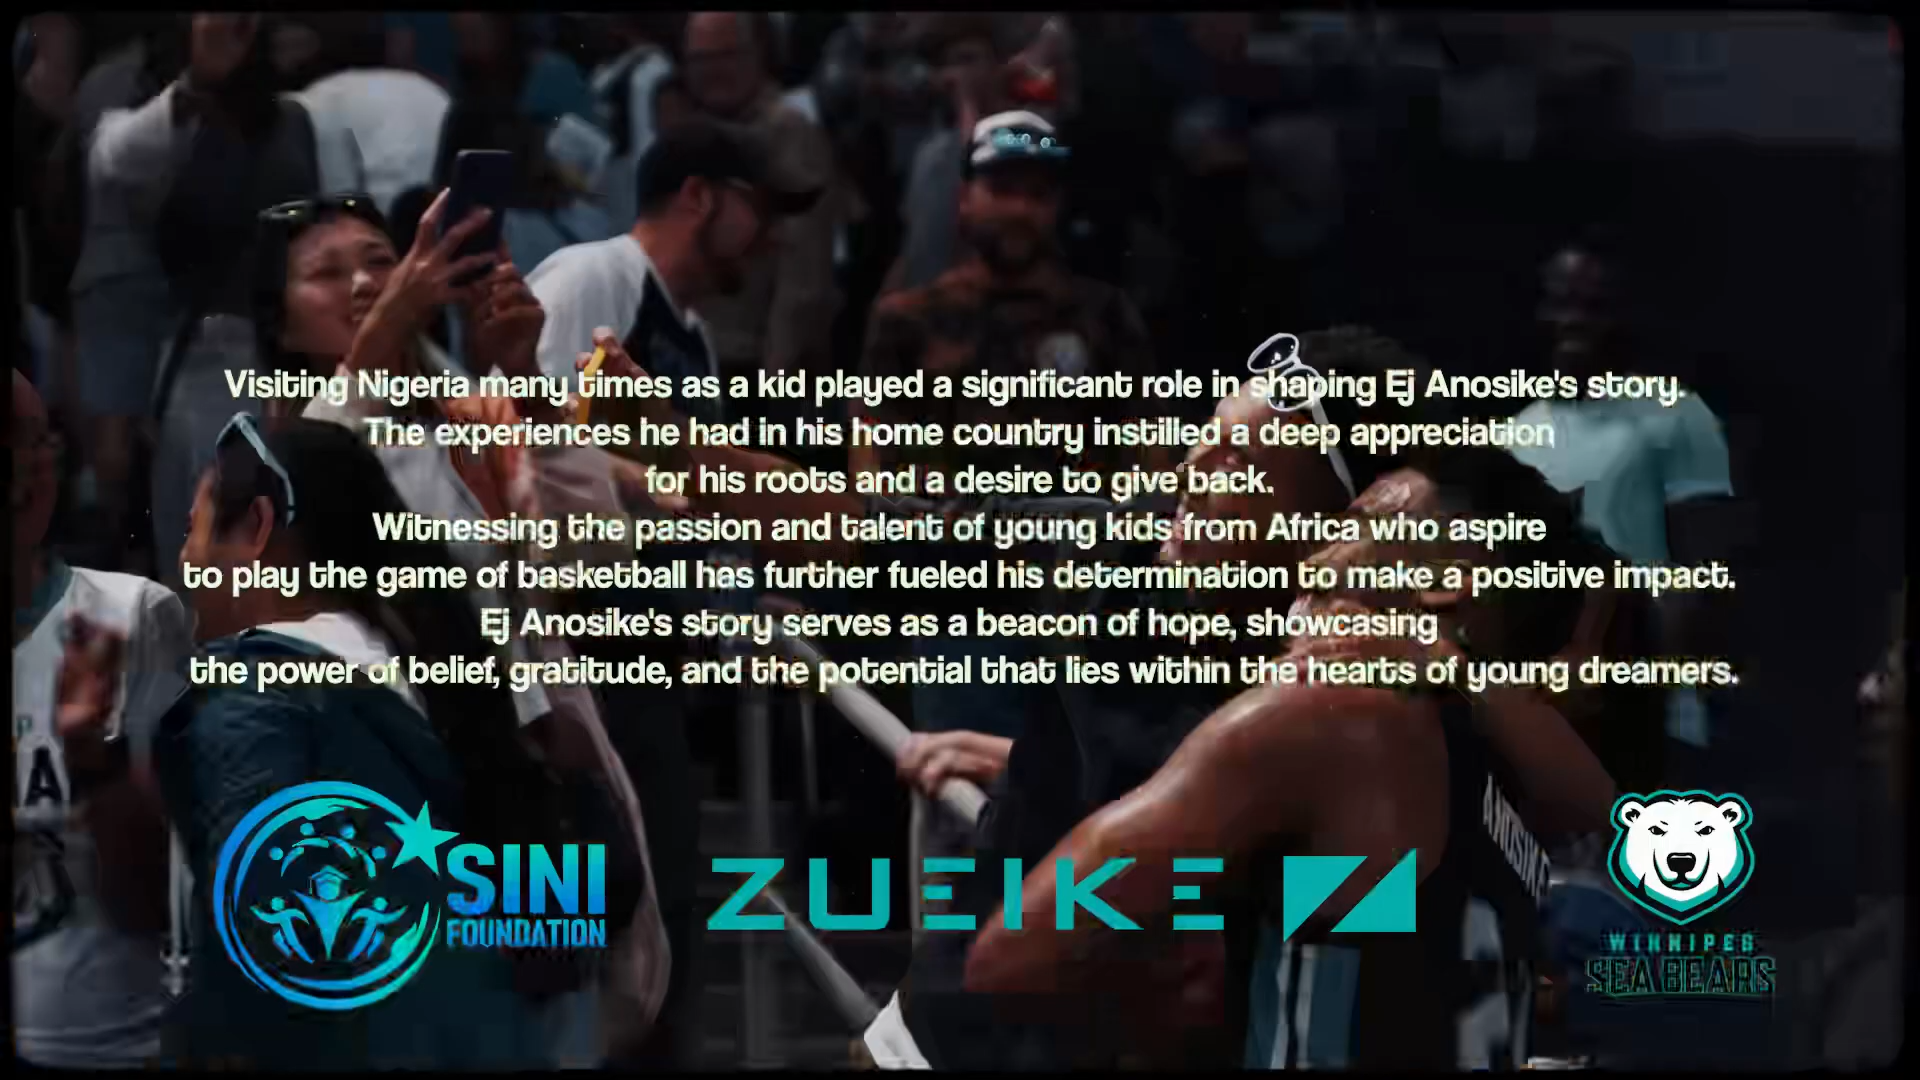 Visiting Nigeria many times as a kid played a significant role in shaping Ej Anosike's story.
The experiences he had in his home country instilled a deep appreciation
for his roots and a desire to give back.
Witnessing the passion and talent of young kids from Africa who aspire
to play the game of basketball has further fueled his determination to make a positive impact.
Ej Anosike's story serves as a beacon of hope, showcasing
the power of belief, gratitude, and the potential that lies within the hearts of young dreamers.
ANOSIKE
SINI
FOUNDATION
ZUEIKE
WINNIPEG
SEA BEARS